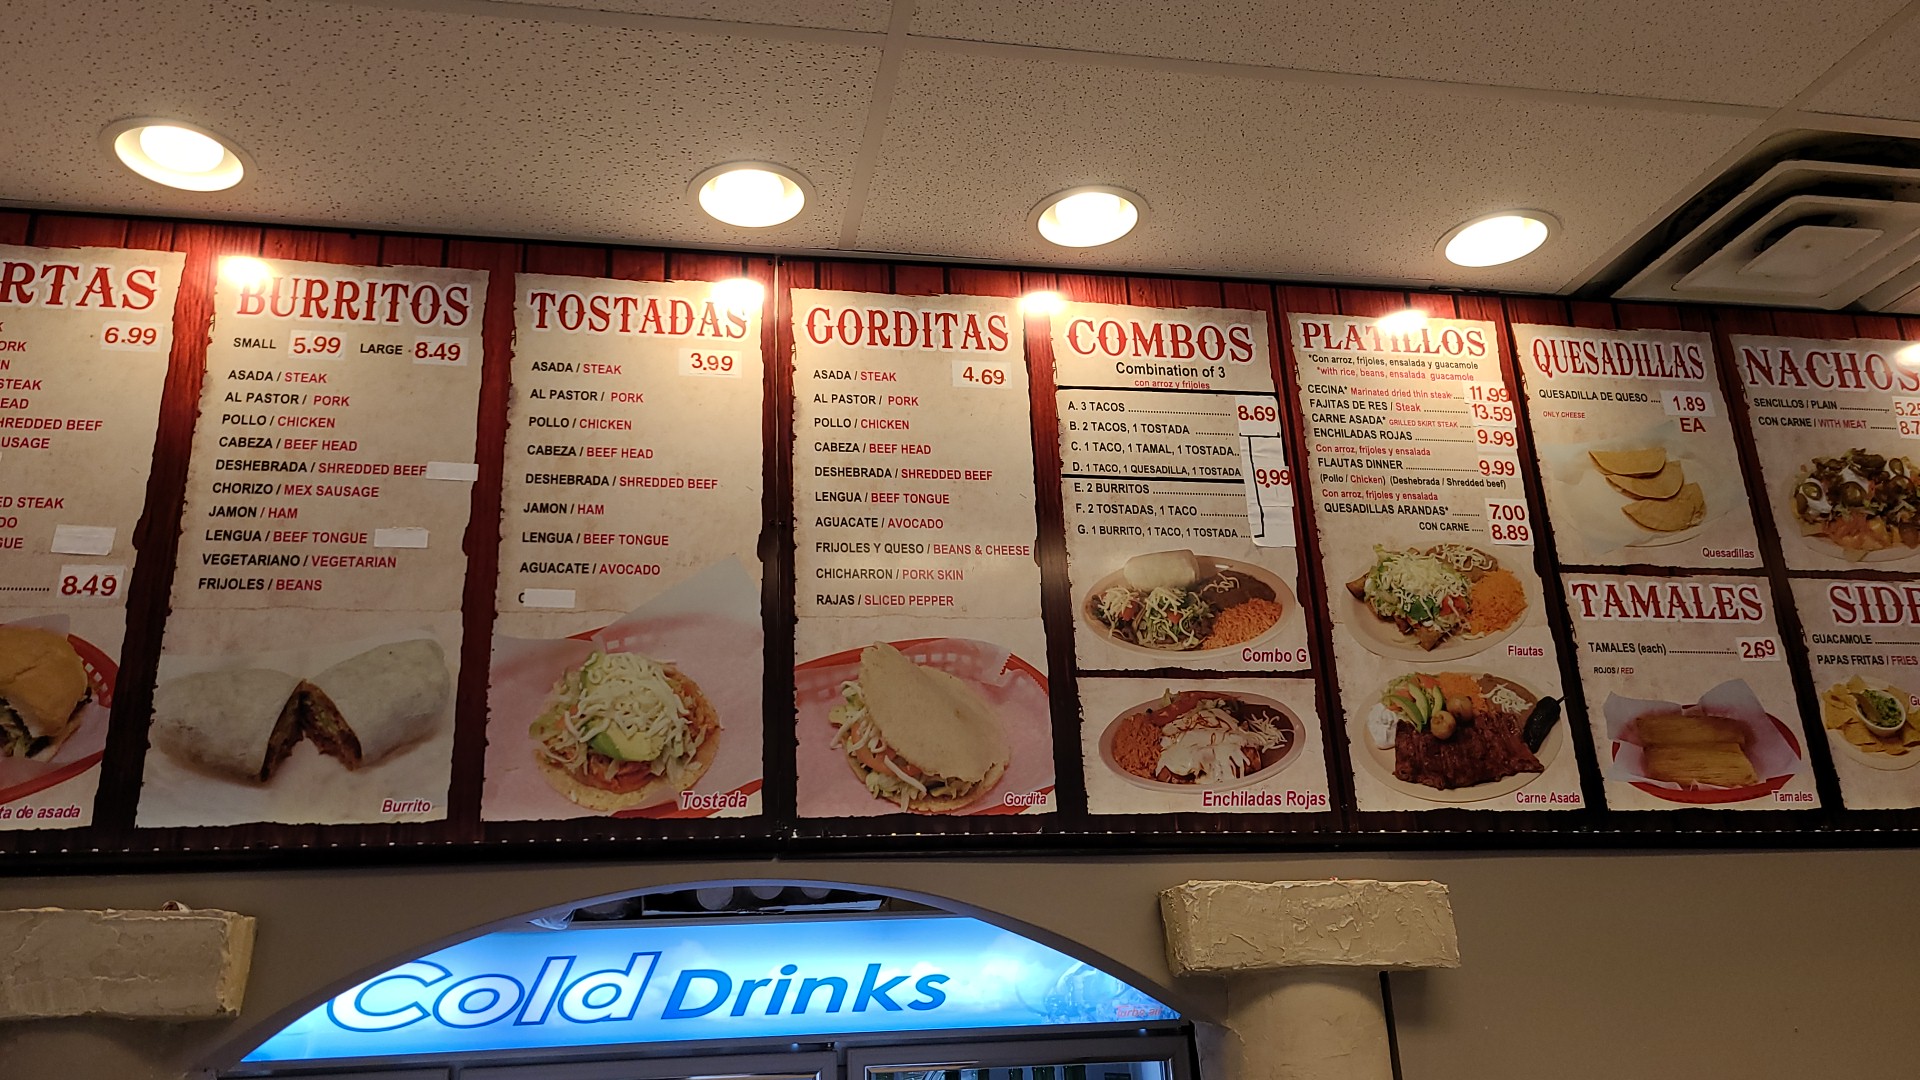 RTAS
6.99
ORK
STEAK
EAD
HREDDED BEEF
USAGE
ED STEAK
DO
GUE
8.49
ta de asada
BURRITOS
SMALL 5.99 LARGE 8.49
ASADA / STEAK
AL PASTOR / PORK
POLLO / CHICKEN
CABEZA / BEEF HEAD
DESHEBRADA / SHREDDED BEEF
CHORIZO / MEX SAUSAGE
JAMON / HAM
LENGUA / BEEF TONGUE
VEGETARIANO / VEGETARIAN
FRIJOLES / BEANS
Burrito
TOSTADAS
3.99
ASADA / STEAK
AL PASTOR / PORK
POLLO / CHICKEN
CABEZA / BEEF HEAD
DESHEBRADA / SHREDDED BEEF
JAMON / HAM
LENGUA / BEEF TONGUE
AGUACATE / AVOCADO
Tostada
GORDITAS
4.69
ASADA / STEAK
AL PASTOR / PORK
POLLO / CHICKEN
CABEZA / BEEF HEAD
DESHEBRADA / SHREDDED BEEF
LENGUA / BEEF TONGUE
AGUACATE / AVOCADO
FRIJOLES Y QUESO / BEANS & CHEESE
CHICHARRON / PORK SKIN
RAJAS / SLICED PEPPER
Gordita
COMBOS
Combination of 3
con arroz y frijoles
A. 3 TACOS ........ 8.69
B. 2 TACOS, 1 TOSTADA ........
C. 1 TACO, 1 TAMAL, 1 TOSTADA..
D. 1 TACO, 1 QUESADILLA, 1 TOSTADA 9.99
E. 2 BURRITOS ........
F. 2 TOSTADAS, 1 TACO ........
G. 1 BURRITO, 1 TACO, 1 TOSTADA ....
Combo G
Enchiladas Rojas
PLATILLOS
*Con arroz, frijoles, ensalada y guacamole
*with rice, beans, ensalada guacamole
CECINA* Marinated dried thin steak .... 11.99
FAJITAS DE RES / Steak ........ 13.59
CARNE ASADA* GRILLED SKIRT STEAK ....
ENCHILADAS ROJAS ........ 9.99
Con arroz, frijoles y ensalada
FLAUTAS DINNER ........ 9.99
(Pollo / Chicken) (Deshebrada / Shredded beef)
Con arroz, frijoles y ensalada
QUESADILLAS ARANDAS* ........ 7.00
CON CARNE .... 8.89
Flautas
Carne Asada
QUESADILLAS
QUESADILLA DE QUESO .... 1.89
ONLY CHEESE EA
Quesadillas
TAMALES
TAMALES (each) ........ 2.69
ROJOS / RED
Tamales
NACHOS
SENCILLOS / PLAIN ........ 5.25
CON CARNE / WITH MEAT ........ 8.7
SIDE
GUACAMOLE ........
PAPAS FRITAS / FRIES
Cold Drinks